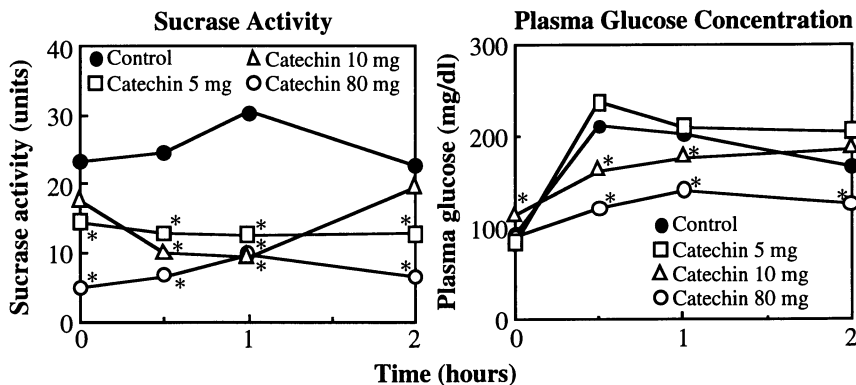 Sucrase Activity
Sucrase activity (units)
40
30
20
10
0
Control
Catechin 10 mg
Catechin 5 mg
Catechin 80 mg
*
*
*
*
*
*
*
*
*
*
0
1
2
Plasma Glucose Concentration
Plasma glucose (mg/dl)
300
200
100
0
*
*
*
*
*
*
Control
Catechin 5 mg
Catechin 10 mg
Catechin 80 mg
0
1
2
Time (hours)